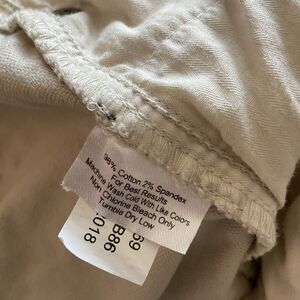 98% Cotton 2% Spandex
For Best Results
Machine Wash Cold With Like Colors
Non Chlorine Bleach Only
Tumble Dry Low
59
B86
018